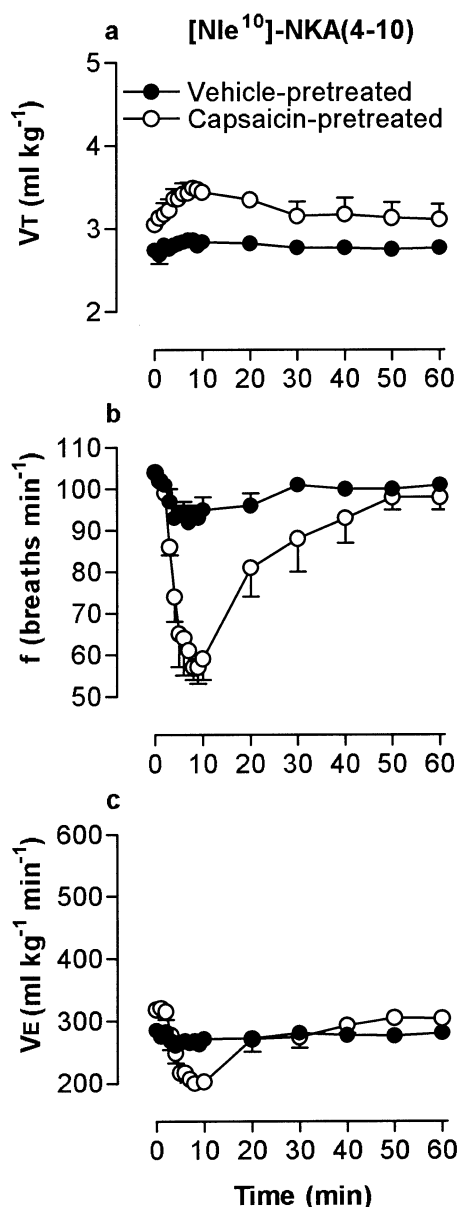 a [Nle10]-NKA(4-10)
5
Vehicle-pretreated
Capsaicin-pretreated
4
3
2
VT (ml kg-1)
0 10 20 30 40 50 60
b
110
100
90
80
70
60
50
f (breaths min-1)
0 10 20 30 40 50 60
c
600
500
400
300
200
VE (ml kg-1 min-1)
0 10 20 30 40 50 60
Time (min)